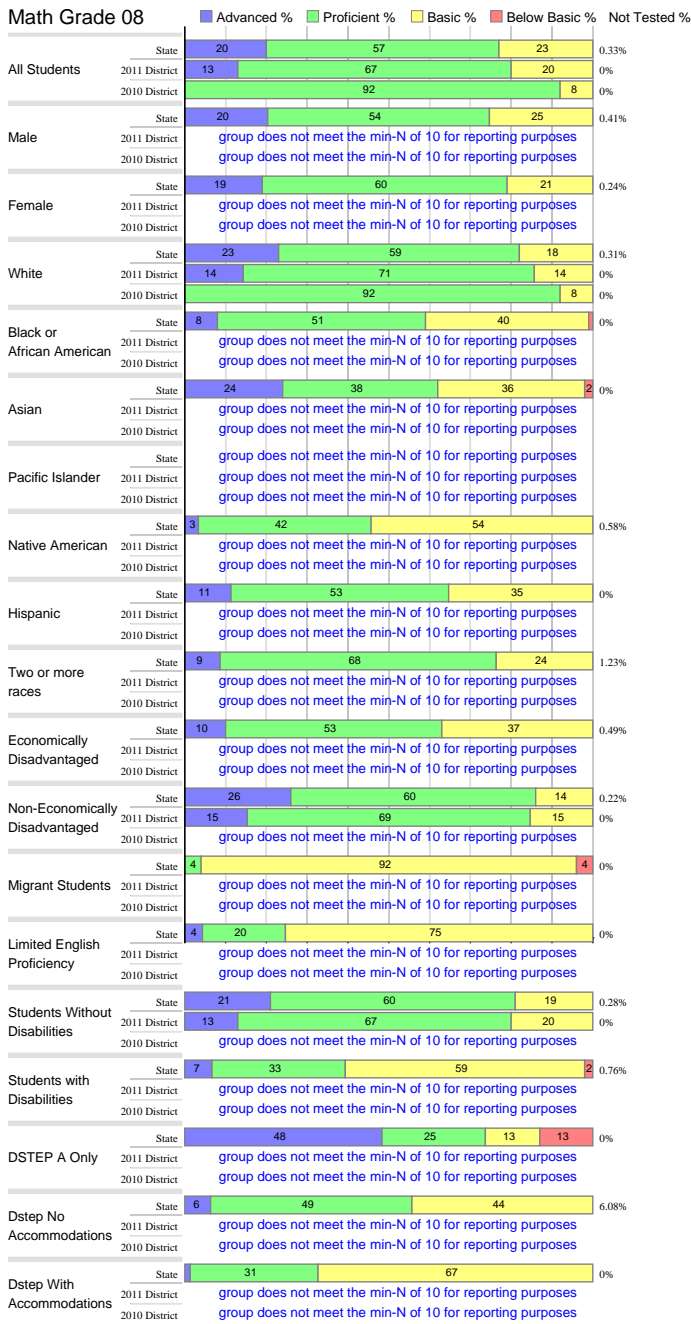 Math Grade 08 Advanced % Proficient % Basic % Below Basic % Not Tested %
All Students
State 20 57 23 0.33%
2011 District 13 67 20 0%
2010 District 92 8 0%
Male
State 20 54 25 0.41%
2011 District group does not meet the min-N of 10 for reporting purposes
2010 District group does not meet the min-N of 10 for reporting purposes
Female
State 19 60 21 0.24%
2011 District group does not meet the min-N of 10 for reporting purposes
2010 District group does not meet the min-N of 10 for reporting purposes
White
State 23 59 18 0.31%
2011 District 14 71 14 0%
2010 District 92 8 0%
Black or
African American
State 8 51 40 0%
2011 District group does not meet the min-N of 10 for reporting purposes
2010 District group does not meet the min-N of 10 for reporting purposes
Asian
State 24 38 36 2 0%
2011 District group does not meet the min-N of 10 for reporting purposes
2010 District group does not meet the min-N of 10 for reporting purposes
Pacific Islander
State group does not meet the min-N of 10 for reporting purposes
2011 District group does not meet the min-N of 10 for reporting purposes
2010 District group does not meet the min-N of 10 for reporting purposes
Native American
State 3 42 54 0.58%
2011 District group does not meet the min-N of 10 for reporting purposes
2010 District group does not meet the min-N of 10 for reporting purposes
Hispanic
State 11 53 35 0%
2011 District group does not meet the min-N of 10 for reporting purposes
2010 District group does not meet the min-N of 10 for reporting purposes
Two or more
races
State 9 68 24 1.23%
2011 District group does not meet the min-N of 10 for reporting purposes
2010 District group does not meet the min-N of 10 for reporting purposes
Economically
Disadvantaged
State 10 53 37 0.49%
2011 District group does not meet the min-N of 10 for reporting purposes
2010 District group does not meet the min-N of 10 for reporting purposes
Non-Economically
Disadvantaged
State 26 60 14 0.22%
2011 District 15 69 15 0%
2010 District group does not meet the min-N of 10 for reporting purposes
Migrant Students
State 4 92 4 0%
2011 District group does not meet the min-N of 10 for reporting purposes
2010 District group does not meet the min-N of 10 for reporting purposes
Limited English
Proficiency
State 4 20 75 0%
2011 District group does not meet the min-N of 10 for reporting purposes
2010 District group does not meet the min-N of 10 for reporting purposes
Students Without
Disabilities
State 21 60 19 0.28%
2011 District 13 67 20 0%
2010 District group does not meet the min-N of 10 for reporting purposes
Students with
Disabilities
State 7 33 59 2 0.76%
2011 District group does not meet the min-N of 10 for reporting purposes
2010 District group does not meet the min-N of 10 for reporting purposes
DSTEP A Only
State 48 25 13 13 0%
2011 District group does not meet the min-N of 10 for reporting purposes
2010 District group does not meet the min-N of 10 for reporting purposes
Dstep No
Accommodations
State 6 49 44 6.08%
2011 District group does not meet the min-N of 10 for reporting purposes
2010 District group does not meet the min-N of 10 for reporting purposes
Dstep With
Accommodations
State 31 67 0%
2011 District group does not meet the min-N of 10 for reporting purposes
2010 District group does not meet the min-N of 10 for reporting purposes